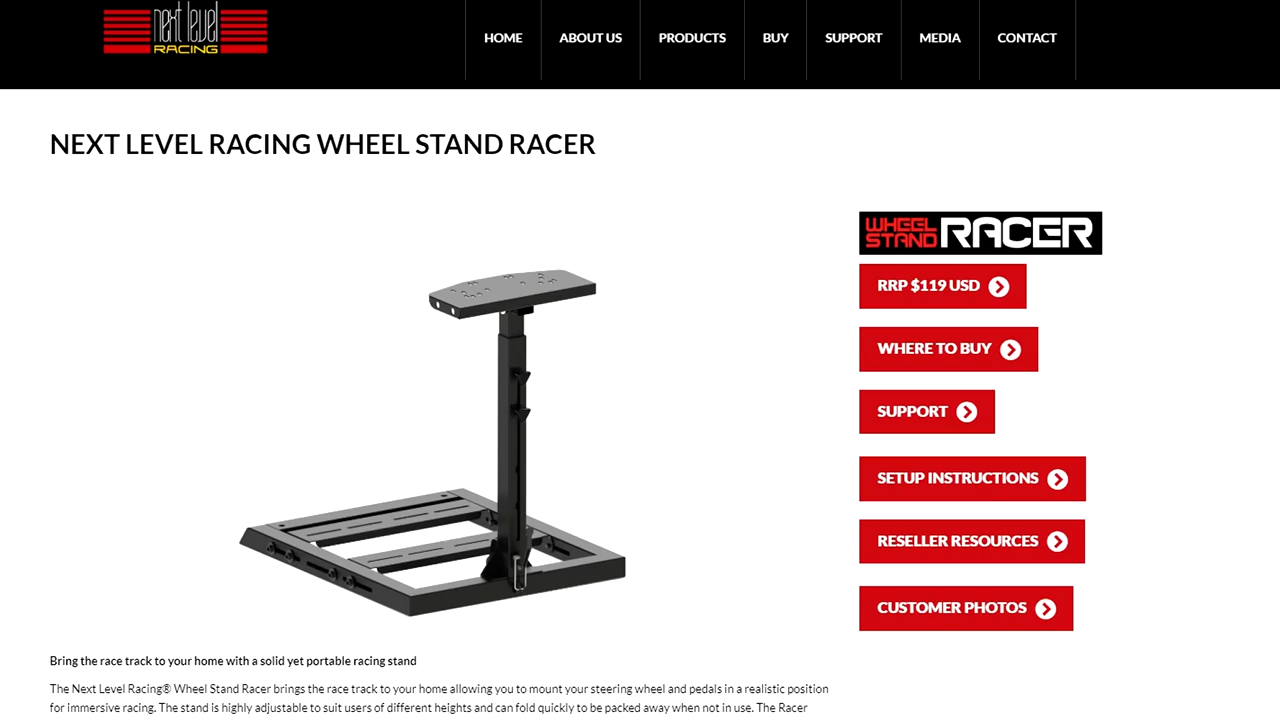 next level
RACING
HOME ABOUT US PRODUCTS BUY SUPPORT MEDIA CONTACT
NEXT LEVEL RACING WHEEL STAND RACER
WHEEL STAND RACER
RRP $119 USD
WHERE TO BUY
SUPPORT
SETUP INSTRUCTIONS
RESELLER RESOURCES
CUSTOMER PHOTOS
Bring the race track to your home with a solid yet portable racing stand
The Next Level Racing® Wheel Stand Racer brings the race track to your home allowing you to mount your steering wheel and pedals in a realistic position
for immersive racing. The stand is highly adjustable to suit users of different heights and can fold quickly to be packed away when not in use. The Racer